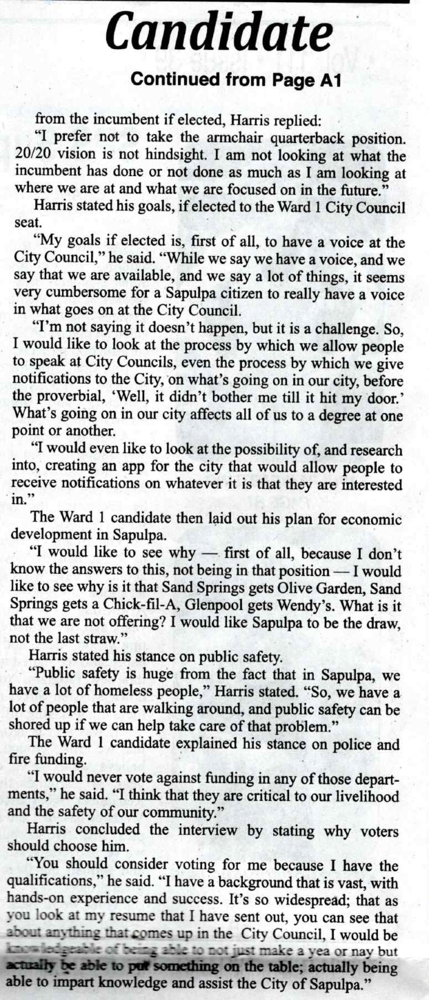 Candidate
Continued from Page A1
from the incumbent if elected, Harris replied:
“I prefer not to take the armchair quarterback position.
20/20 vision is not hindsight. I am not looking at what the
incumbent has done or not done as much as I am looking at
where we are at and what we are focused on in the future.”
Harris stated his goals, if elected to the Ward 1 City Council
seat.
“My goals if elected is, first of all, to have a voice at the
City Council,” he said. “While we say we have a voice, and we
say that we are available, and we say a lot of things, it seems
very cumbersome for a Sapulpa citizen to really have a voice
in what goes on at the City Council.
“I’m not saying it doesn’t happen, but it is a challenge. So,
I would like to look at the process by which we allow people
to speak at City Councils, even the process by which we give
notifications to the City, on what’s going on in our city, before
the proverbial, ‘Well, it didn’t bother me till it hit my door.’
What’s going on in our city affects all of us to a degree at one
point or another.
“I would even like to look at the possibility of, and research
into, creating an app for the city that would allow people to
receive notifications on whatever it is that they are interested
in.”
The Ward 1 candidate then laid out his plan for economic
development in Sapulpa.
“I would like to see why — first of all, because I don’t
know the answers to this, not being in that position — I would
like to see why is it that Sand Springs gets Olive Garden, Sand
Springs gets a Chick-fil-A, Glenpool gets Wendy’s. What is it
that we are not offering? I would like Sapulpa to be the draw,
not the last straw.”
Harris stated his stance on public safety.
“Public safety is huge from the fact that in Sapulpa, we
have a lot of homeless people,” Harris stated. “So, we have a
lot of people that are walking around, and public safety can be
shored up if we can help take care of that problem.”
The Ward 1 candidate explained his stance on police and
fire funding.
“I would never vote against funding in any of those depart-
ments,” he said. “I think that they are critical to our livelihood
and the safety of our community.”
Harris concluded the interview by stating why voters
should choose him.
“You should consider voting for me because I have the
qualifications,” he said. “I have a background that is vast, with
hands-on experience and success. It’s so widespread; that as
you look at my resume that I have sent out, you can see that
about anything that comes up in the City Council, I would be
knowledgeable of being able to not just make a yea or nay but
actually be able to put something on the table; actually being
able to impart knowledge and assist the City of Sapulpa.”